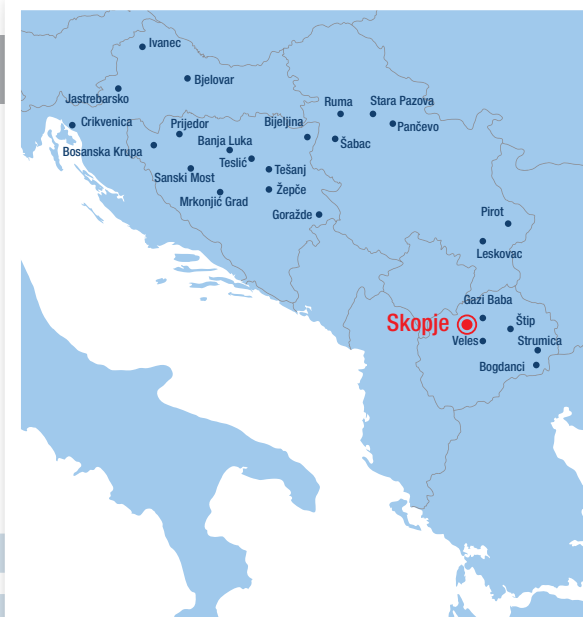 Ivanec
Bjelovar
Jastrebarsko
Crikvenica
Prijedor
Bijeljina
Ruma
Stara Pazova
Pančevo
Banja Luka
Šabac
Bosanska Krupa
Teslić
Tešanj
Sanski Most
Žepče
Mrkonjić Grad
Goražde
Pirot
Leskovac
Gazi Baba
Skopje
Štip
Veles
Strumica
Bogdanci